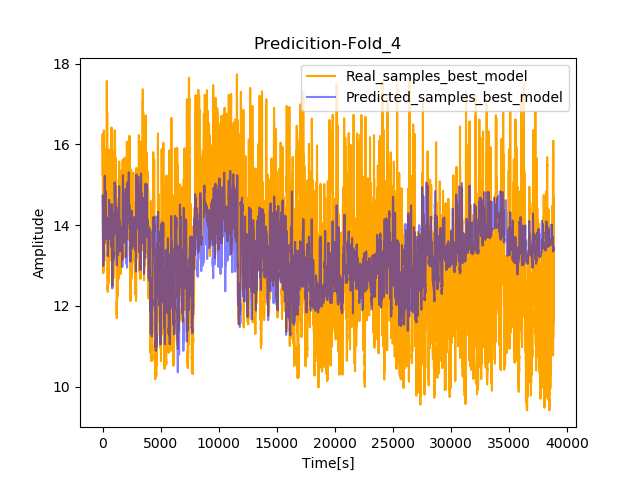 Predicition-Fold_4
Real_samples_best_model
Predicted_samples_best_model
18
16
14
12
10
Amplitude
0
5000
10000
15000
20000
25000
30000
35000
40000
Time[s]